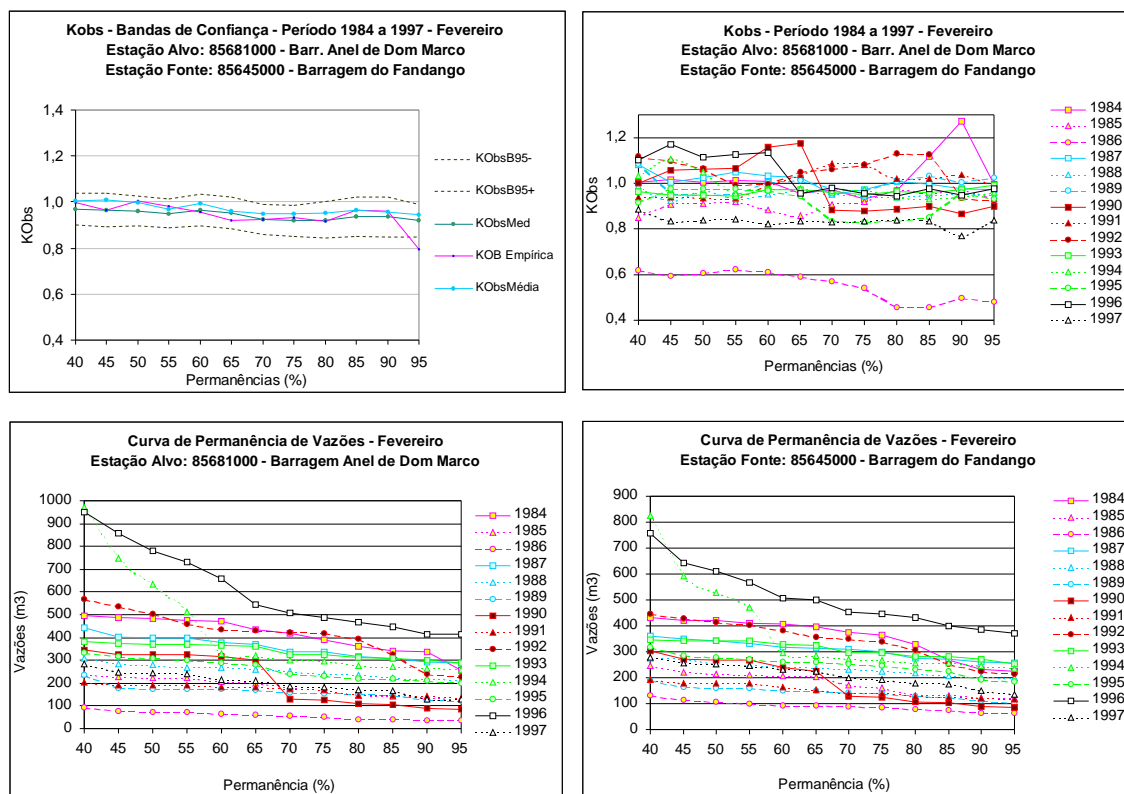 Kobs - Bandas de Confiança - Período 1984 a 1997 - Fevereiro
Estação Alvo: 85681000 - Barr. Anel de Dom Marco
Estação Fonte: 85645000 - Barragem do Fandango
1,4
1,2
1,0
0,8
0,6
0,4
KObs
40 45 50 55 60 65 70 75 80 85 90 95
Permanências (%)
KObsB95-
KObsB95+
KObsMed
KOB Empírica
KObsMédia
Kobs - Período 1984 a 1997 - Fevereiro
Estação Alvo: 85681000 - Barr. Anel de Dom Marco
Estação Fonte: 85645000 - Barragem do Fandango
1,4
1,2
1,0
0,8
0,6
0,4
KObs
40 45 50 55 60 65 70 75 80 85 90 95
Permanências (%)
1984
1985
1986
1987
1988
1989
1990
1991
1992
1993
1994
1995
1996
1997
Curva de Permanência de Vazões - Fevereiro
Estação Alvo: 85681000 - Barragem Anel de Dom Marco
1000
900
800
700
600
500
400
300
200
100
0
Vazões (m3)
40 45 50 55 60 65 70 75 80 85 90 95
Permanência (%)
1984
1985
1986
1987
1988
1989
1990
1991
1992
1993
1994
1995
1996
1997
Curva de Permanência de Vazões - Fevereiro
Estação Fonte: 85645000 - Barragem do Fandango
900
800
700
600
500
400
300
200
100
0
Vazões (m3)
40 45 50 55 60 65 70 75 80 85 90 95
Permanência (%)
1984
1985
1986
1987
1988
1989
1990
1991
1992
1993
1994
1995
1996
1997